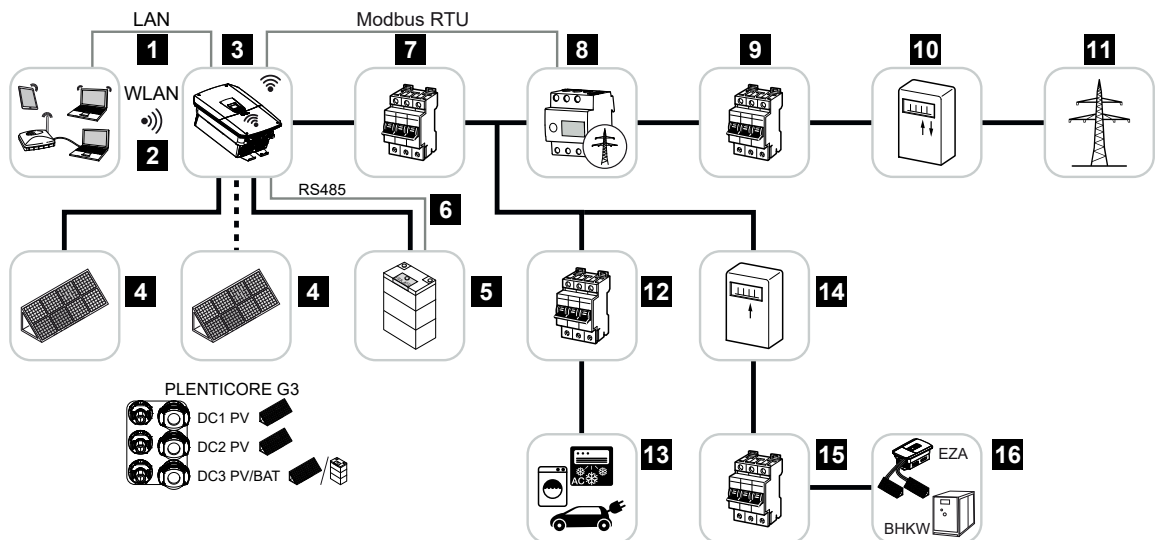 LAN
Modbus RTU
1
3
7
8
9
10
11
WLAN
2
RS485
6
4
4
5
12
14
PLENTICORE G3
DC1 PV
DC2 PV
DC3 PV/BAT
13
15
16
AC
EZA
BHKW